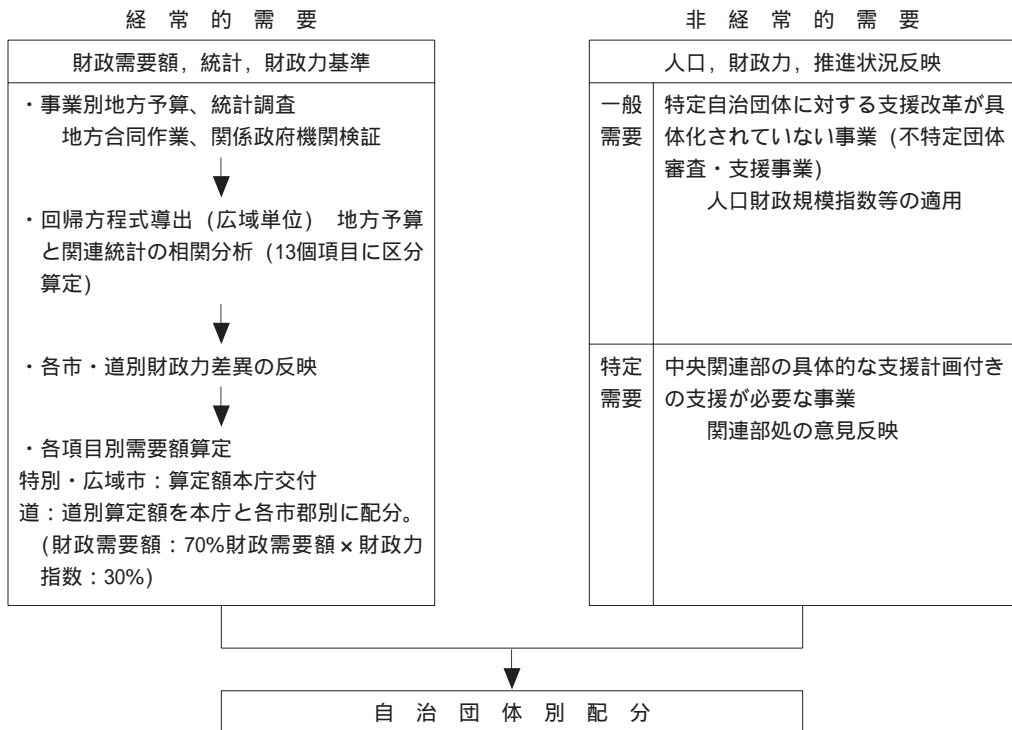 経常的需要
財政需要額，統計，財政力基準
・事業別地方予算、統計調査
地方合同作業、関係政府機関検証
・回帰方程式導出（広域単位） 地方予算
と関連統計の相関分析（13個項目に区分
算定）
・各市・道別財政力差異の反映
・各項目別需要額算定
特別・広域市：算定額本庁交付
道：道別算定額を本庁と各市郡別に配分。
（財政需要額：70%財政需要額×財政力
指数：30%）
非経常的需要
人口，財政力，推進状況反映
一般
需要
特定自治団体に対する支援改革が具
体化されていない事業（不特定団体
審査・支援事業）
人口財政規模指数等の適用
特定
需要
中央関連部の具体的な支援計画付き
の支援が必要な事業
関連部処の意見反映
自治団体別配分